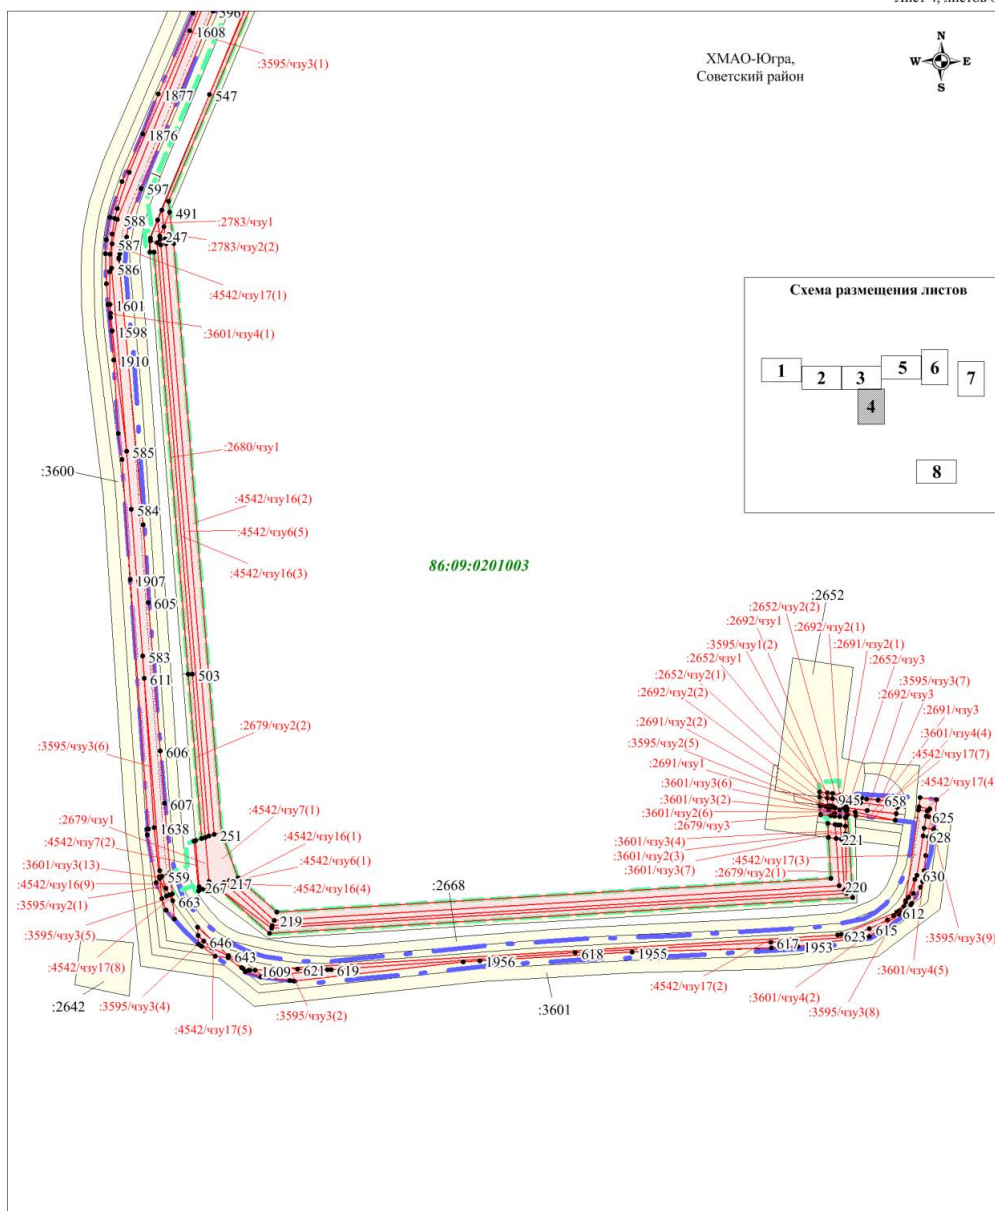 596
1608
:3595/чзу3(1)
ХМАО-Югра,
Советский район
N
W
E
S
1877
547
1876
597
491
588
:2783/чзу1
247
587
:2783/чзу2(2)
586
:4542/чзу17(1)
Схема размещения листов
1601
:3601/чзу4(1)
1598
1910
1
2
3
5
6
7
4
8
585
:2680/чзу1
:3600
:4542/чзу16(2)
584
:4542/чзу6(5)
:4542/чзу16(3)
86:09:0201003
1907
605
:2652
:2652/чзу2(2)
:2692/чзу1
:2692/чзу2(1)
:3595/чзу1(2)
:2691/чзу2(1)
583
:2652/чзу1
:2652/чзу3
611
503
:2652/чзу2(1)
:3595/чзу3(7)
:2692/чзу2(2)
:2692/чзу3
:2691/чзу3
:2691/чзу2(2)
:3601/чзу4(4)
:2679/чзу2(2)
:3595/чзу3(6)
606
:3595/чзу2(5)
:4542/чзу17(7)
:2691/чзу1
:4542/чзу17(4)
:3601/чзу3(6)
607
945
658
:3601/чзу3(2)
:4542/чзу7(1)
:3601/чзу2(6)
625
:2679/чзу1
1638
251
:2679/чзу3
628
:4542/чзу7(2)
:4542/чзу16(1)
:3601/чзу3(4)
221
:3601/чзу3(13)
:4542/чзу6(1)
:3601/чзу2(3)
:4542/чзу17(3)
:4542/чзу16(9)
559
267
217
:4542/чзу16(4)
:3601/чзу3(7)
:2679/чзу2(1)
630
:3595/чзу2(1)
663
:2668
220
612
219
615
:3595/чзу3(5)
646
623
:3595/чзу3(9)
643
617
1953
:4542/чзу17(8)
1609
621
619
1956
618
1955
:3601/чзу4(5)
:2642
:3595/чзу3(4)
:4542/чзу17(2)
:3601/чзу4(2)
:3595/чзу3(2)
:3601
:3595/чзу3(8)
:4542/чзу17(5)